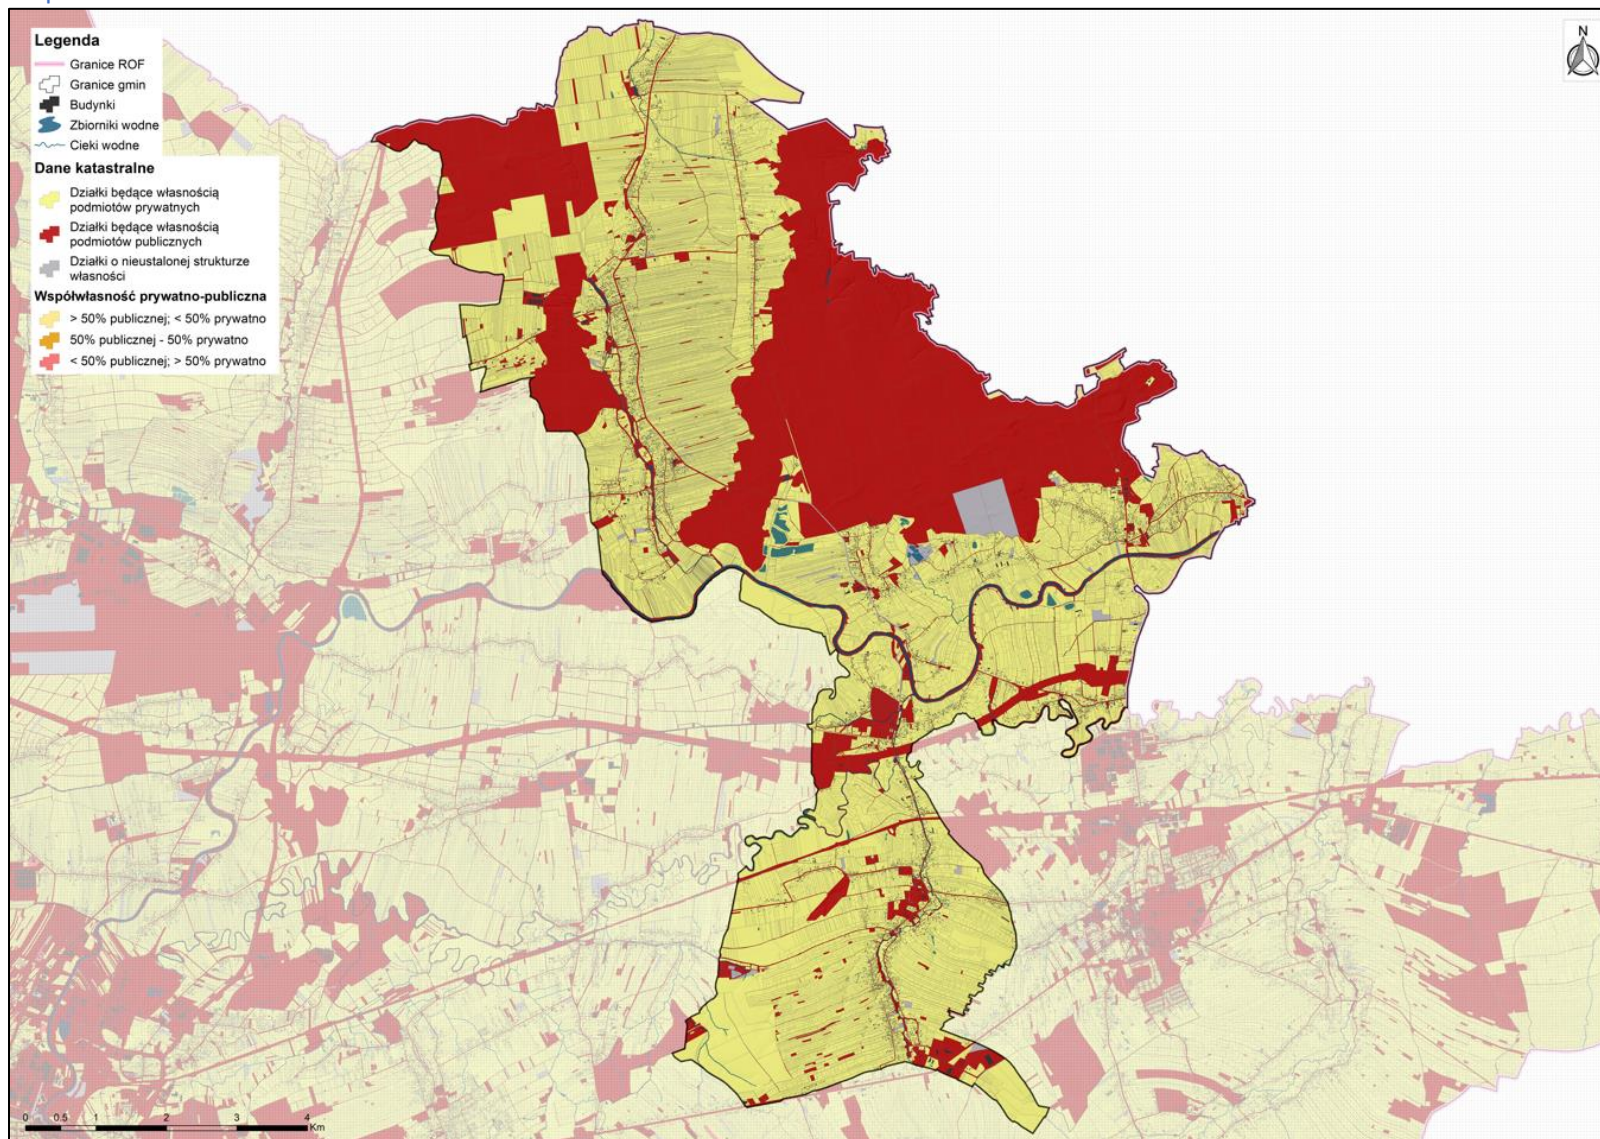 Legenda
Granice ROF
Granice gmin
Budynki
Zbiorniki wodne
Cieki wodne
Dane katastralne
Działki będące własnością
podmiotów prywatnych
Działki będące własnością
podmiotów publicznych
Działki o nieustalonej strukturze
własności
Współwłasność prywatno-publiczna
> 50% publicznej; < 50% prywatno
50% publicznej - 50% prywatno
< 50% publicznej; > 50% prywatno
N
0 0.5 1 2 3 4
Km